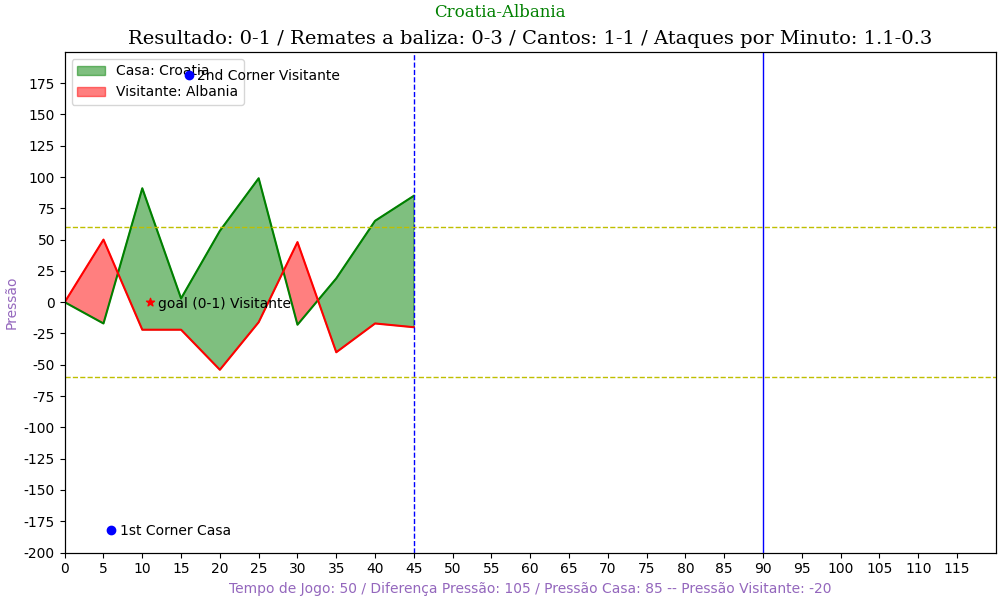 Croatia-Albania
Resultado: 0-1 / Remates a baliza: 0-3 / Cantos: 1-1 / Ataques por Minuto: 1.1-0.3
Casa: Croatia
Visitante: Albania
2nd Corner Visitante
goal (0-1) Visitante
1st Corner Casa
Pressão
175
150
125
100
75
50
25
0
-25
-50
-75
-100
-125
-150
-175
-200
0 5 10 15 20 25 30 35 40 45 50 55 60 65 70 75 80 85 90 95 100 105 110 115
Tempo de Jogo: 50 / Diferença Pressão: 105 / Pressão Casa: 85 -- Pressão Visitante: -20